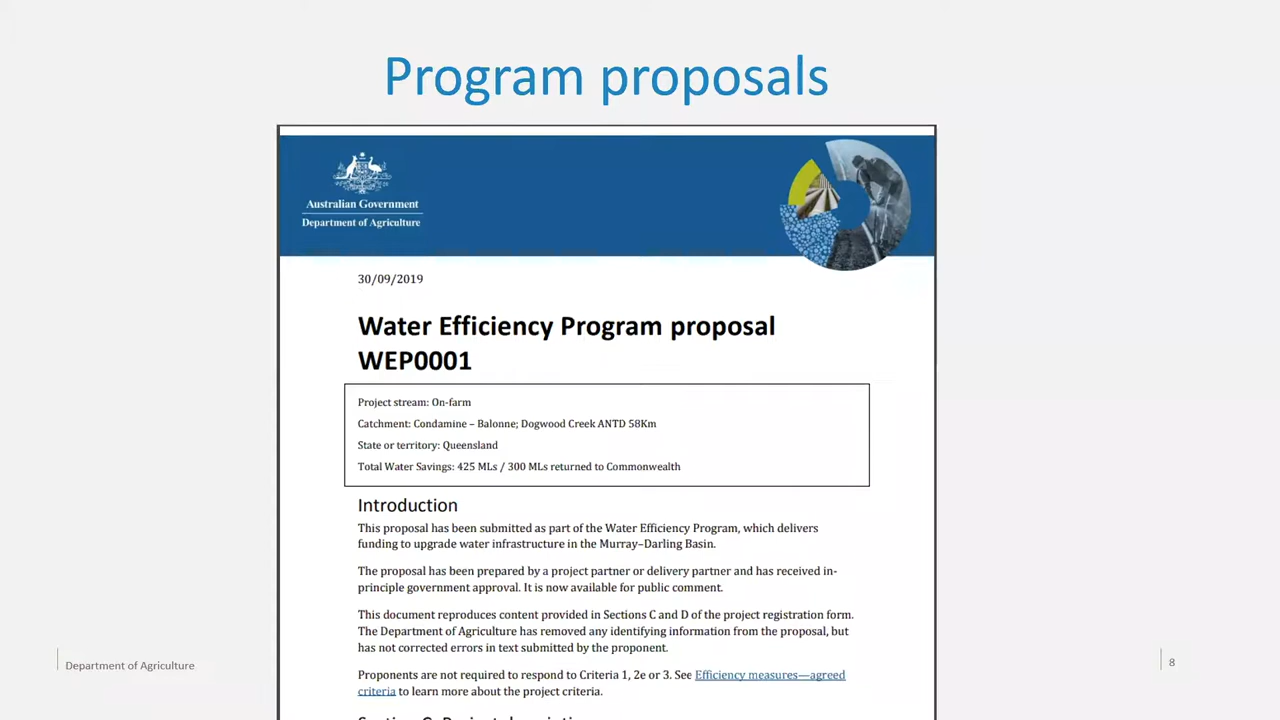 Program proposals
Australian Government
Department of Agriculture
30/09/2019
Water Efficiency Program proposal
WEP0001
Project stream: On-farm
Catchment: Condamine – Balonne; Dogwood Creek ANTD 58Km
State or territory: Queensland
Total Water Savings: 425 MLs / 300 MLs returned to Commonwealth
Introduction
This proposal has been submitted as part of the Water Efficiency Program, which delivers
funding to upgrade water infrastructure in the Murray–Darling Basin.
The proposal has been prepared by a project partner or delivery partner and has received in-
principle government approval. It is now available for public comment.
This document reproduces content provided in Sections C and D of the project registration form.
The Department of Agriculture has removed any identifying information from the proposal, but
has not corrected errors in text submitted by the proponent.
Proponents are not required to respond to Criteria 1, 2e or 3. See Efficiency measures—agreed
criteria to learn more about the project criteria.
Department of Agriculture
8